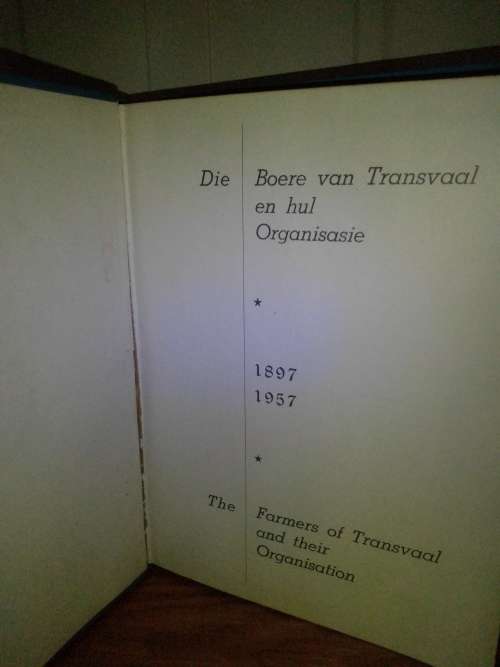 Die Boere van Transvaal
en hul
Organisasie
*
1897
1957
*
The Farmers of Transvaal
and their
Organisation